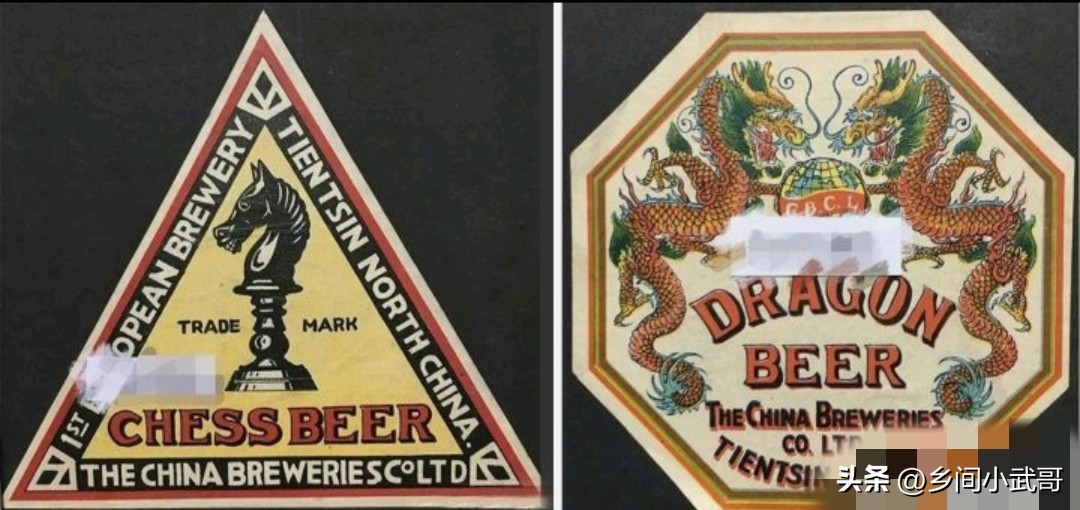 1ST
OPEAN BREWERY
TIENTSIN NORTH CHINA.
TRADE MARK
CHESS BEER
THE CHINA BREWERIES CO LTD
C.B.C.L
DRAGON
BEER
THE CHINA BREWERIES
CO. LTD
TIENTSIN
头条 @乡间小武哥